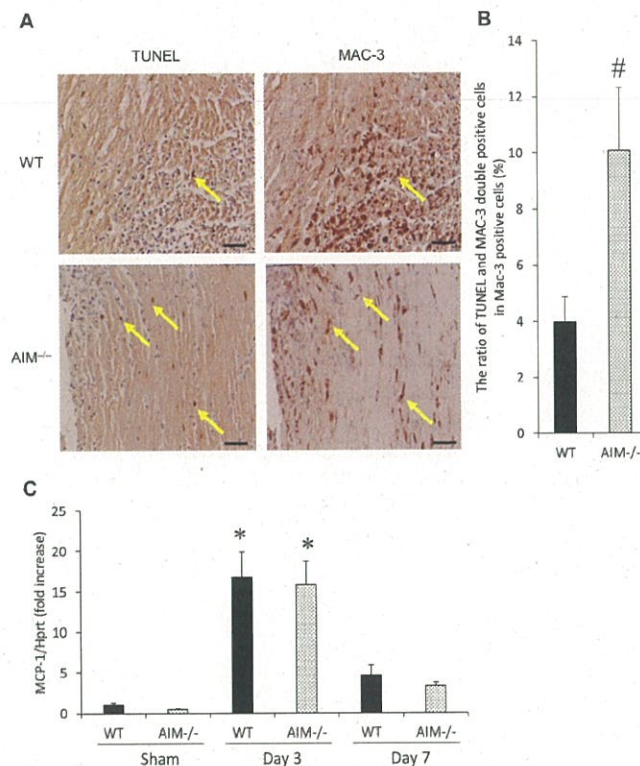 A
TUNEL
MAC-3
WT
AIM–/–
B
The ratio of TUNEL and MAC-3 double positive cells
in Mac-3 positive cells (%)
14
12
10
8
6
4
2
0
#
WT
AIM-/-
C
MCP-1/Hprt (fold increase)
25
20
15
10
5
0
*
*
WT
AIM-/-
WT
AIM-/-
WT
AIM-/-
Sham
Day 3
Day 7